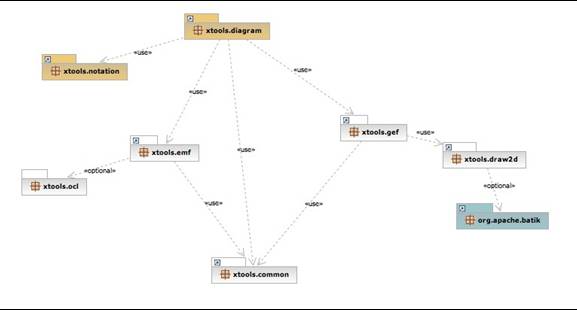 xtools.diagram
«use»
xtools.notation
«use»
«use»
«use»
xtools.gef
«use»
xtools.emf
xtools.draw2d
«optional»
xtools.ocl
«optional»
«use»
«use»
org.apache.batik
xtools.common